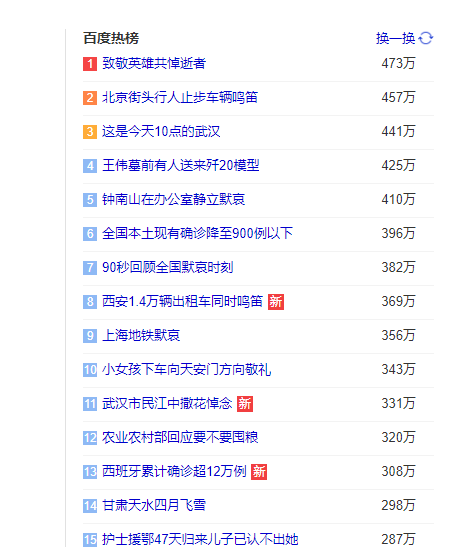 百度热榜 换一换
1 致敬英雄共悼逝者 473万
2 北京街头行人止步车辆鸣笛 457万
3 这是今天10点的武汉 441万
4 王伟墓前有人送来歼20模型 425万
5 钟南山在办公室静立默哀 410万
6 全国本土现有确诊降至900例以下 396万
7 90秒回顾全国默哀时刻 382万
8 西安1.4万辆出租车同时鸣笛 新 369万
9 上海地铁默哀 356万
10 小女孩下车向天安门方向敬礼 343万
11 武汉市民江中撒花悼念 新 331万
12 农业农村部回应要不要囤粮 320万
13 西班牙累计确诊超12万例 新 308万
14 甘肃天水四月飞雪 298万
15 护士援鄂47天归来儿子已认不出她 287万